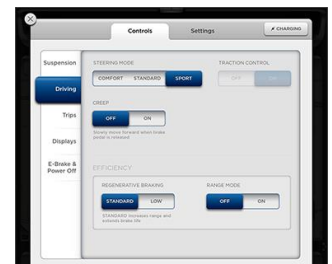 Controls
Settings
CHARGING
Suspension
Driving
Trips
Displays
E-Brake &
Power Off
STEERING MODE
COMFORT STANDARD SPORT
TRACTION CONTROL
OFF ON
CREEP
OFF ON
Slowly move forward when brake
pedal is released
EFFICIENCY
REGENERATIVE BRAKING
STANDARD LOW
STANDARD increases range and
extends brake life
RANGE MODE
OFF ON